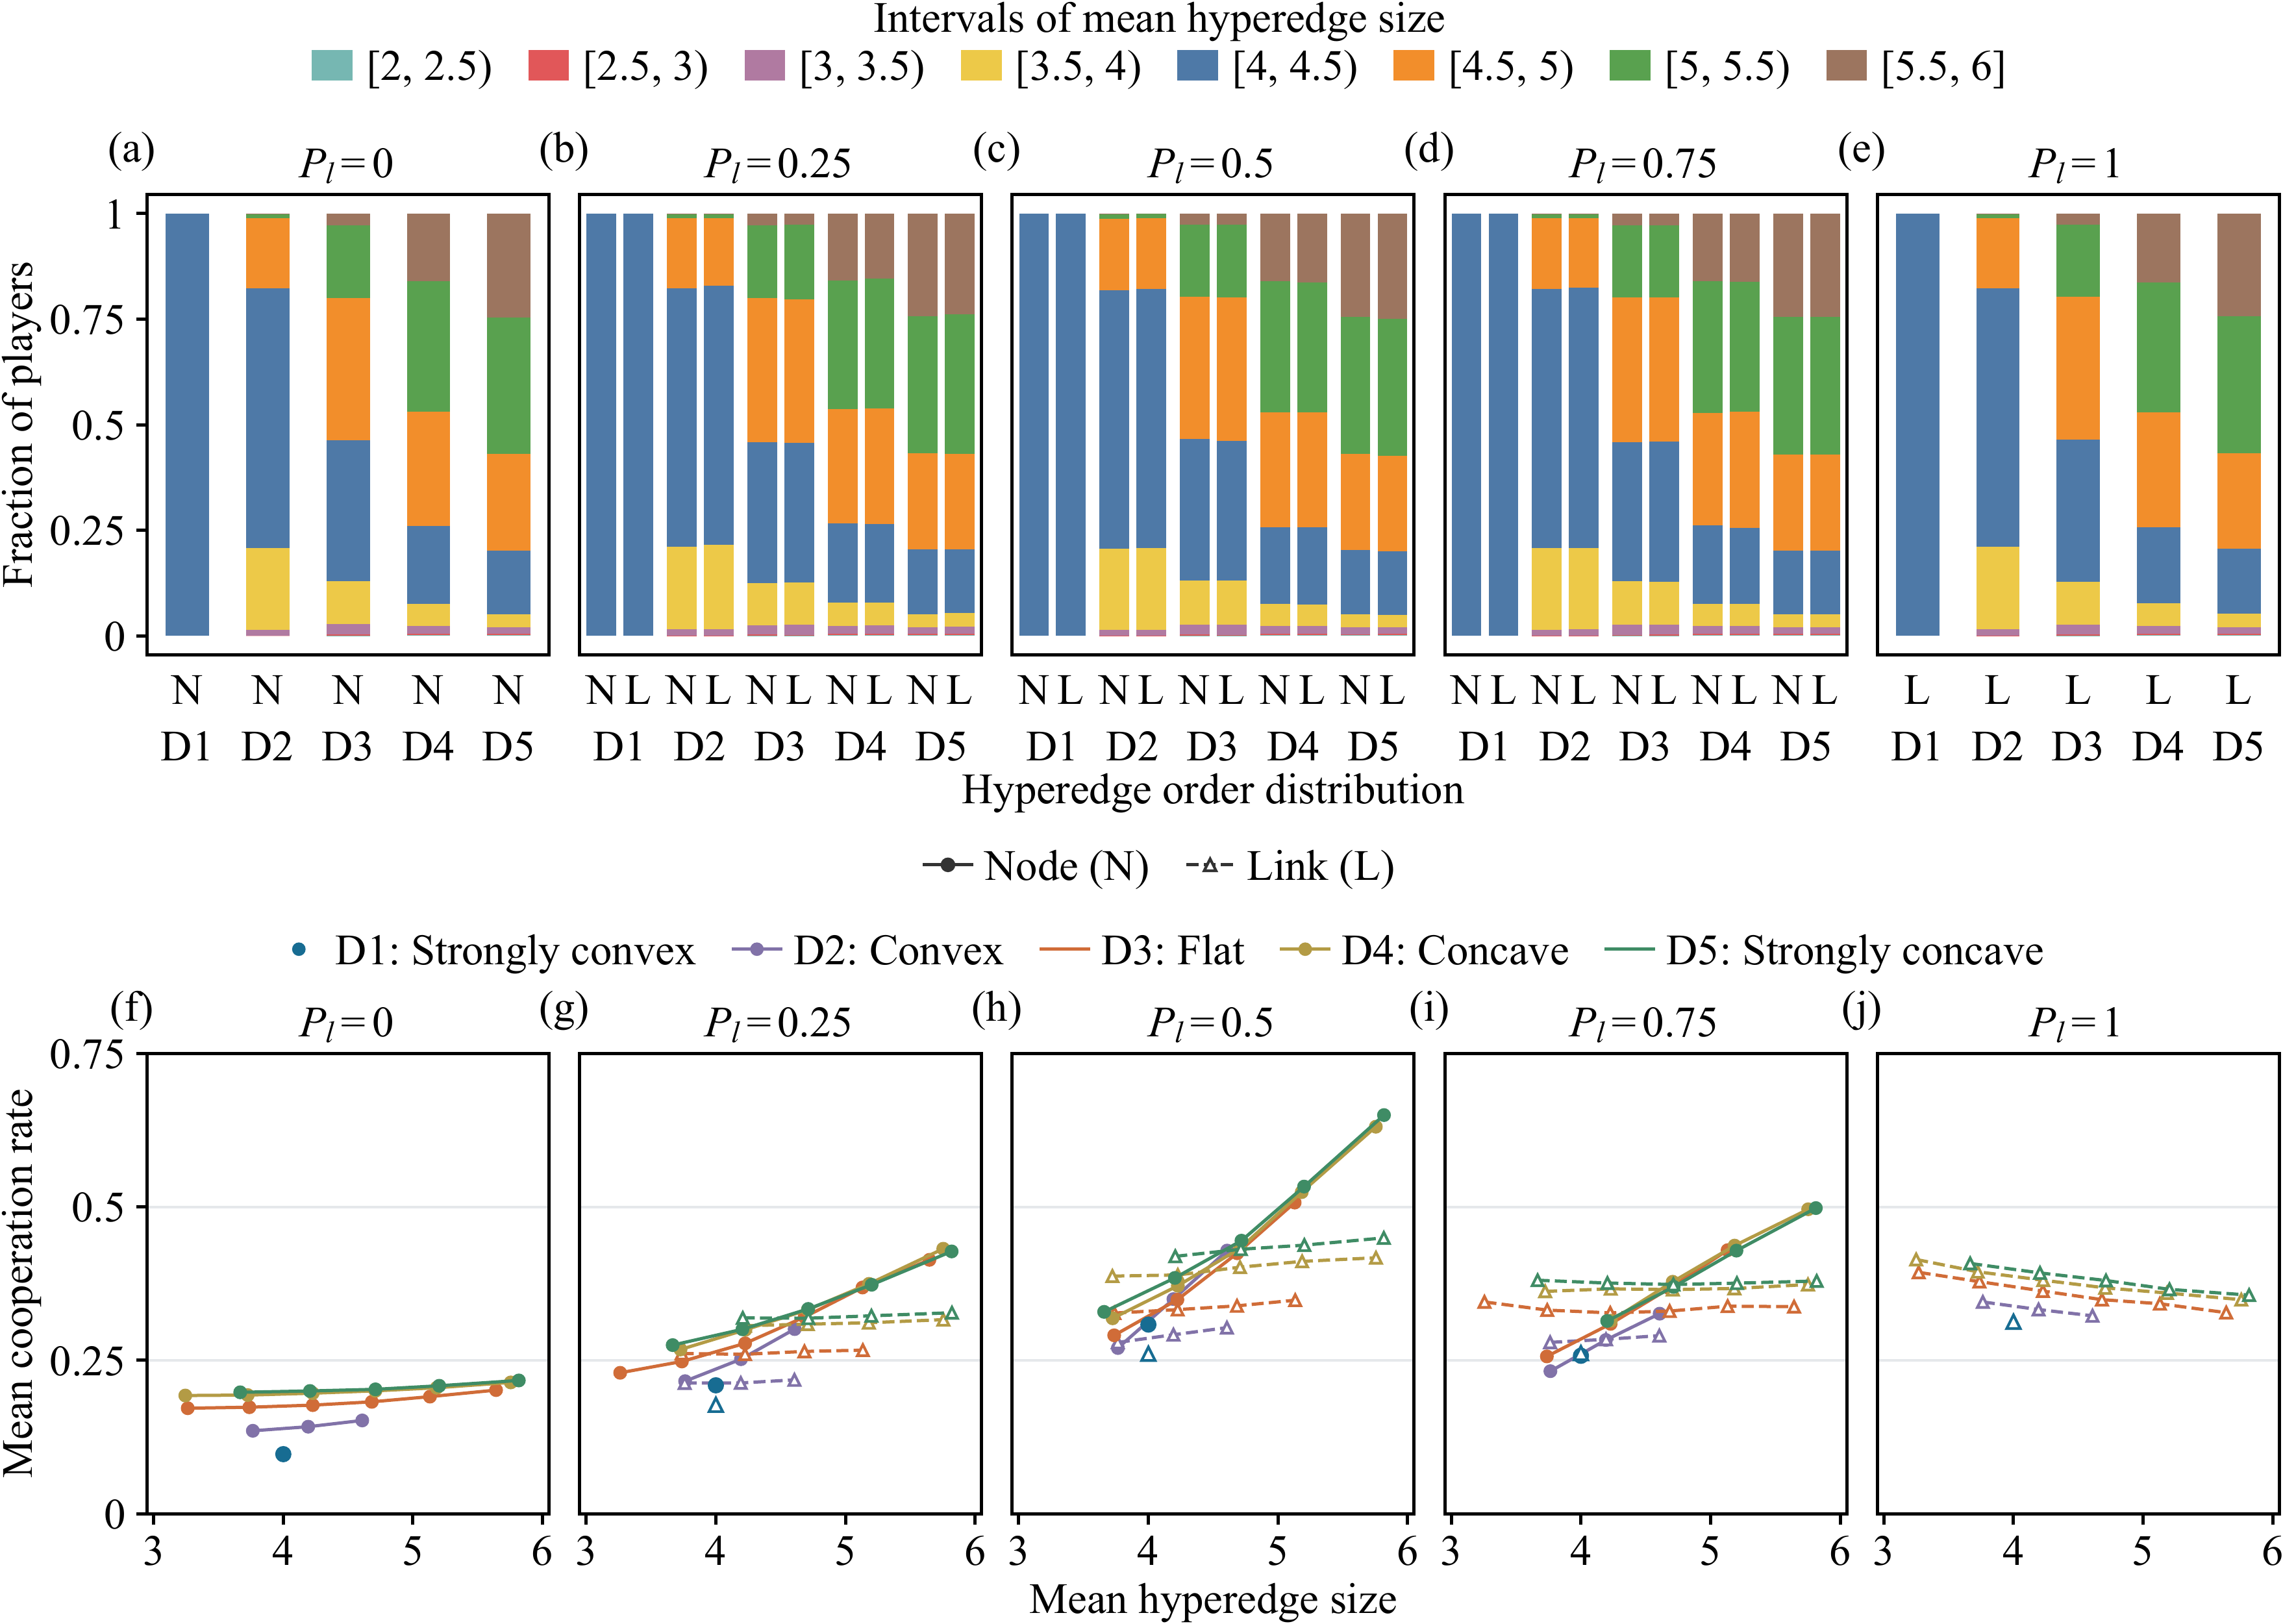 Intervals of mean hyperedge size
[2, 2.5) [2.5, 3) [3, 3.5) [3.5, 4) [4, 4.5) [4.5, 5) [5, 5.5) [5.5, 6]
(a) (b) (c) (d) (e)
P_l = 0 P_l = 0.25 P_l = 0.5 P_l = 0.75 P_l = 1
Fraction of players
1
0.75
0.5
0.25
0
N N N N N N L N L N L N L N L N L N L N L N L N L N L N L N L N L N L L L L L L
D1 D2 D3 D4 D5 D1 D2 D3 D4 D5 D1 D2 D3 D4 D5 D1 D2 D3 D4 D5 D1 D2 D3 D4 D5
Hyperedge order distribution
Node (N) Link (L)
D1: Strongly convex D2: Convex D3: Flat D4: Concave D5: Strongly concave
(f) (g) (h) (i) (j)
P_l = 0 P_l = 0.25 P_l = 0.5 P_l = 0.75 P_l = 1
Mean cooperation rate
0.75
0.5
0.25
0
3 4 5 6 3 4 5 6 3 4 5 6 3 4 5 6 3 4 5 6
Mean hyperedge size